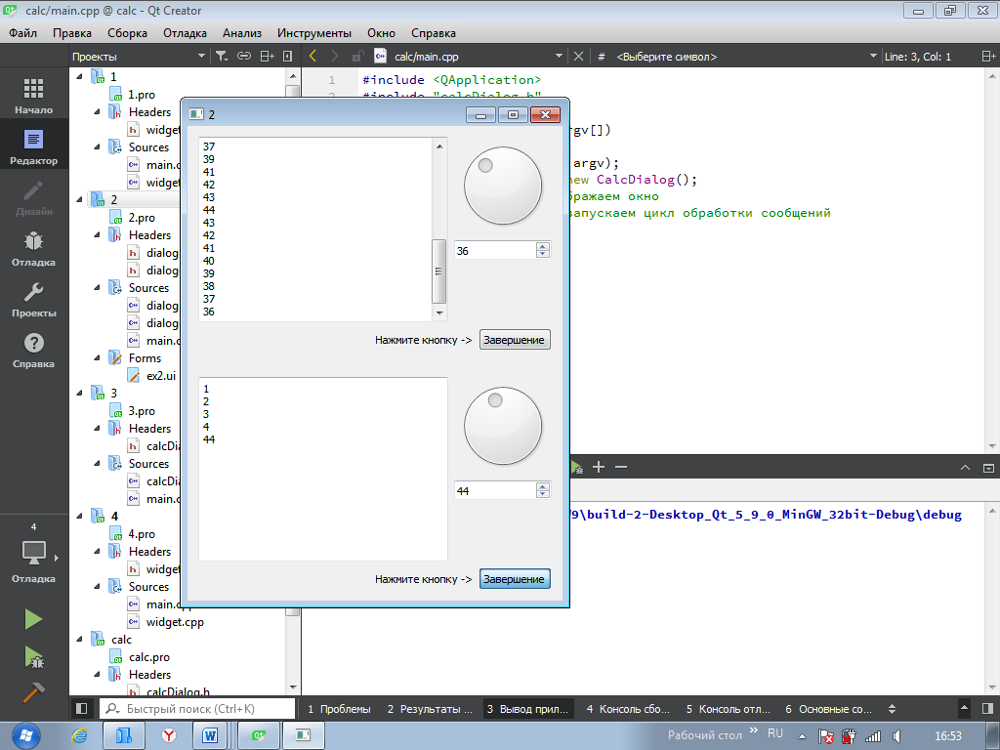 calc/main.cpp @ calc - Qt Creator
Файл Правка Сборка Отладка Анализ Инструменты Окно Справка
Проекты calc/main.cpp # <Выберите символ> Line: 3, Col: 1
Начало
Редактор
Дизайн
Отладка
Проекты
Справка
4
Отладка
1
1.pro
Headers
widget
Sources
main.c
widget
2
2.pro
Headers
dialog
dialog
Sources
dialog
dialog
main.c
Forms
ex2.ui
3
3.pro
Headers
calcDia
Sources
calcDia
main.c
4
4.pro
Headers
widget
Sources
main.cpp
widget.cpp
calc
calc.pro
Headers
calcDialog.h
1 #include <QApplication>
2 #include "calcDialog.h"
rgv[])
argv);
new CalcDialog();
бражаем окно
запускаем цикл обработки сообщений
2
37
39
41
42
43
44
43
42
41
40
39
38
37
36
36
Нажмите кнопку -> Завершение
1
2
3
4
44
44
Нажмите кнопку -> Завершение
9\build-2-Desktop_Qt_5_9_0_MinGW_32bit-Debug\debug
Быстрый поиск (Ctrl+K) 1 Проблемы 2 Результаты ... 3 Вывод прил... 4 Консоль сбо... 5 Консоль отл... 6 Основные со...
Рабочий стол » RU 16:53